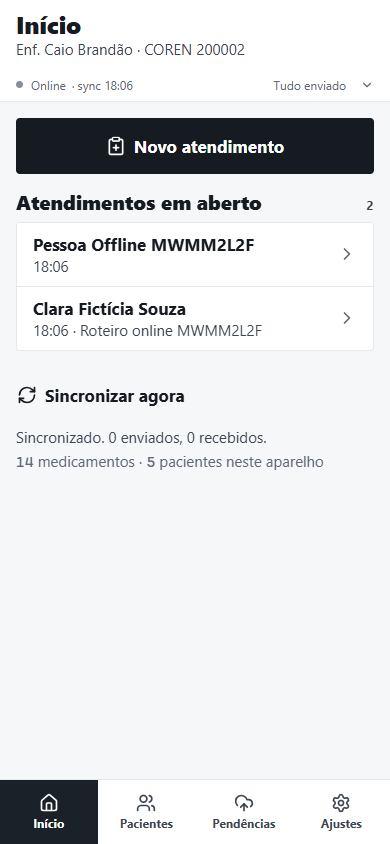 Início
Enf. Caio Brandão · COREN 200002
Online · sync 18:06 Tudo enviado
Novo atendimento
Atendimentos em aberto 2
Pessoa Offline MWMM2L2F
18:06
Clara Fictícia Souza
18:06 · Roteiro online MWMM2L2F
Sincronizar agora
Sincronizado. 0 enviados, 0 recebidos.
14 medicamentos · 5 pacientes neste aparelho
Início Pacientes Pendências Ajustes